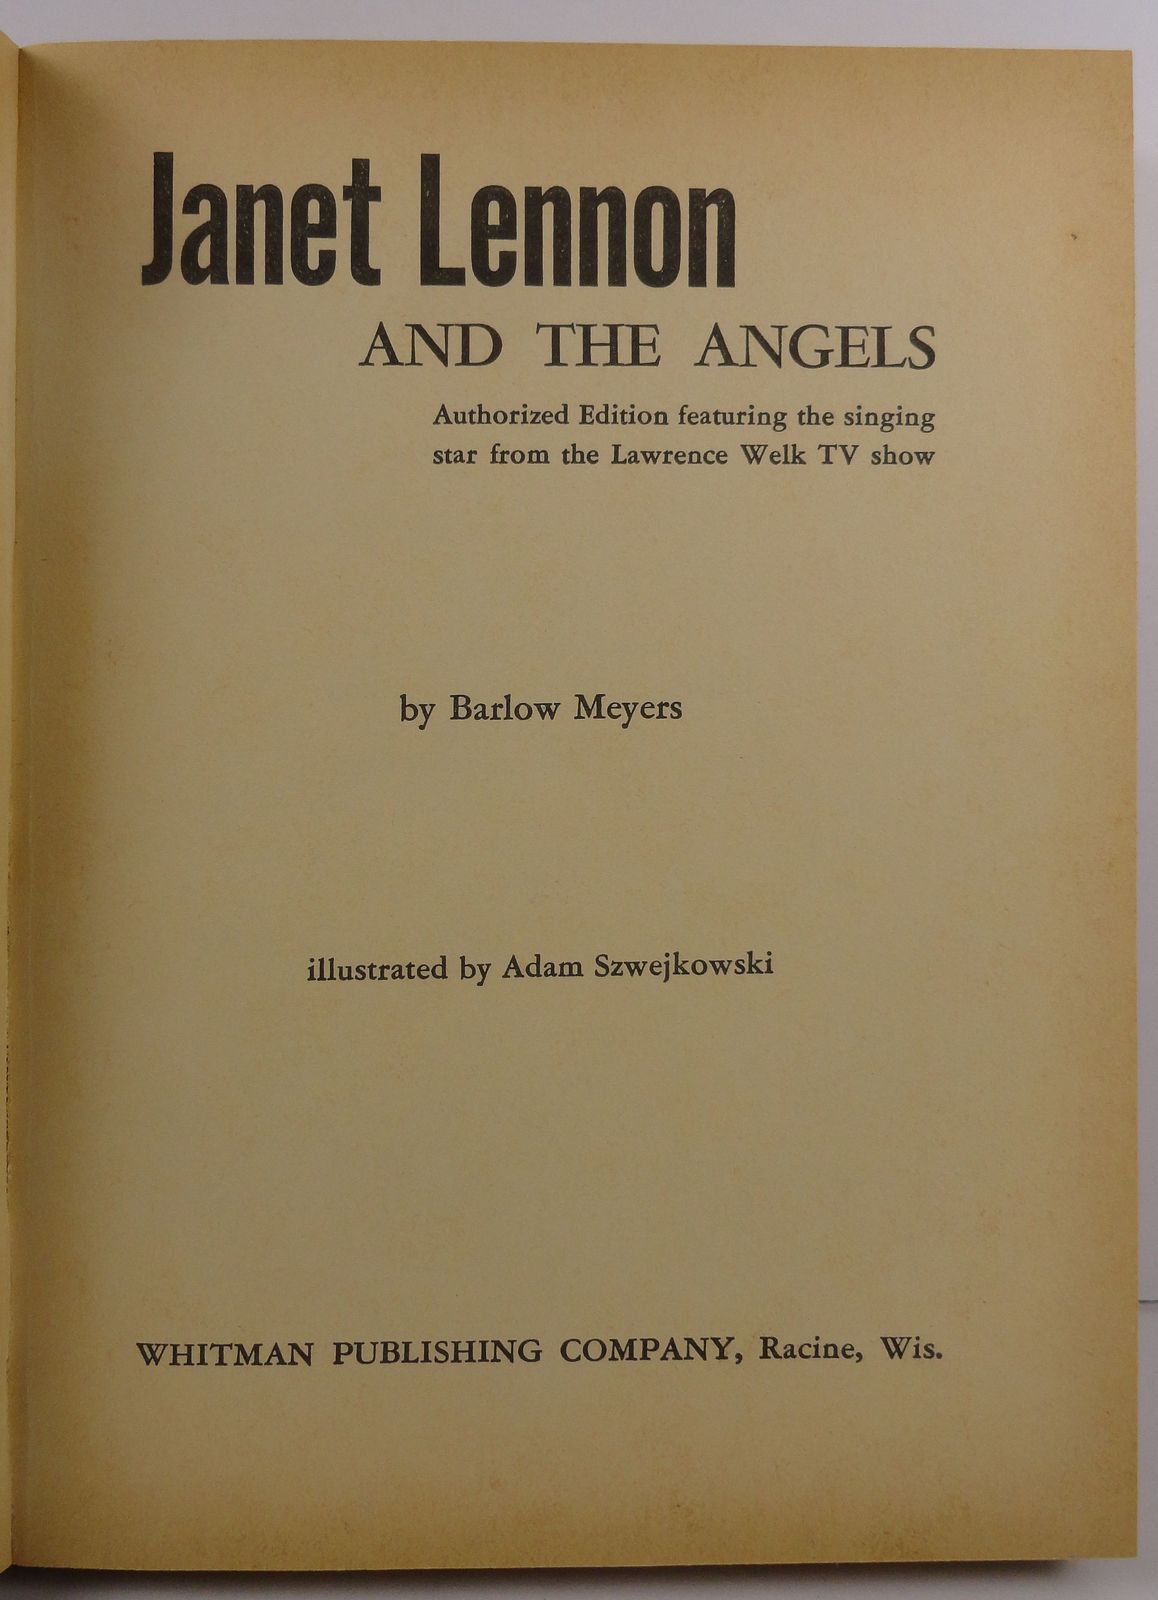 Janet Lennon
AND THE ANGELS
Authorized Edition featuring the singing
star from the Lawrence Welk TV show
by Barlow Meyers
illustrated by Adam Szwejkowski
WHITMAN PUBLISHING COMPANY, Racine, Wis.